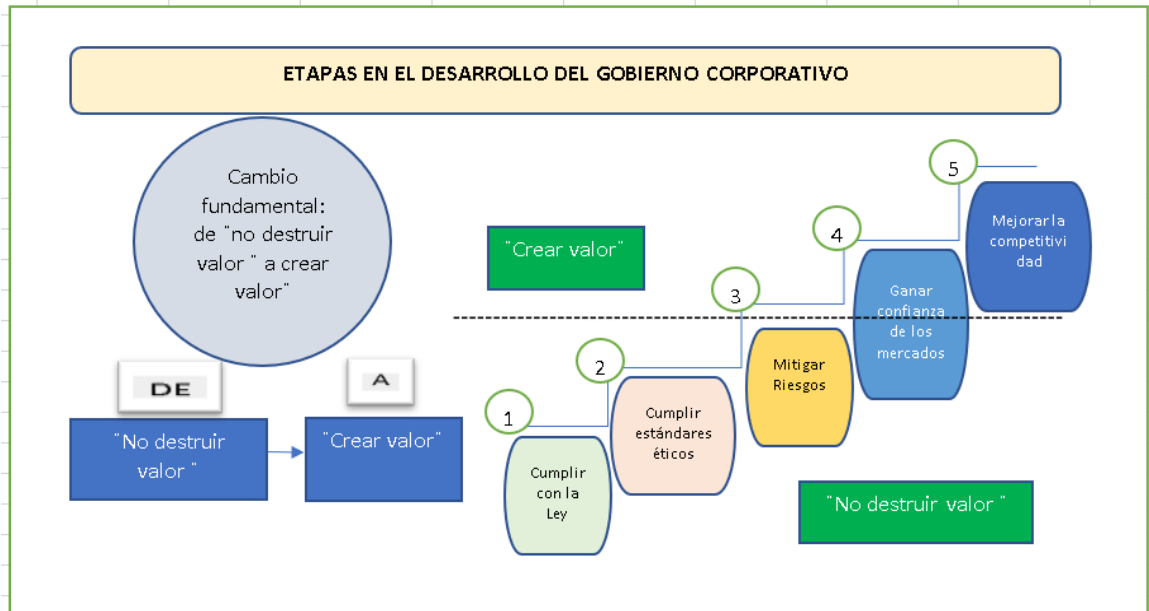 ETAPAS EN EL DESARROLLO DEL GOBIERNO CORPORATIVO
Cambio
fundamental:
de "no destruir
valor " a crear
valor"
DE
A
"No destruir
valor "
"Crear valor"
"Crear valor"
1
Cumplir
con la
Ley
2
Cumplir
estándares
éticos
3
Mitigar
Riesgos
4
Ganar
confianza
de los
mercados
5
Mejorar la
competitivi
dad
"No destruir valor "